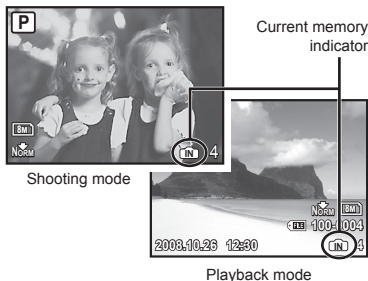 P
Current memory
indicator
8M
NORM
IN 4
Shooting mode
NORM 8M
FILE 100-0004
2008.10.26 12:30 IN 4
Playback mode